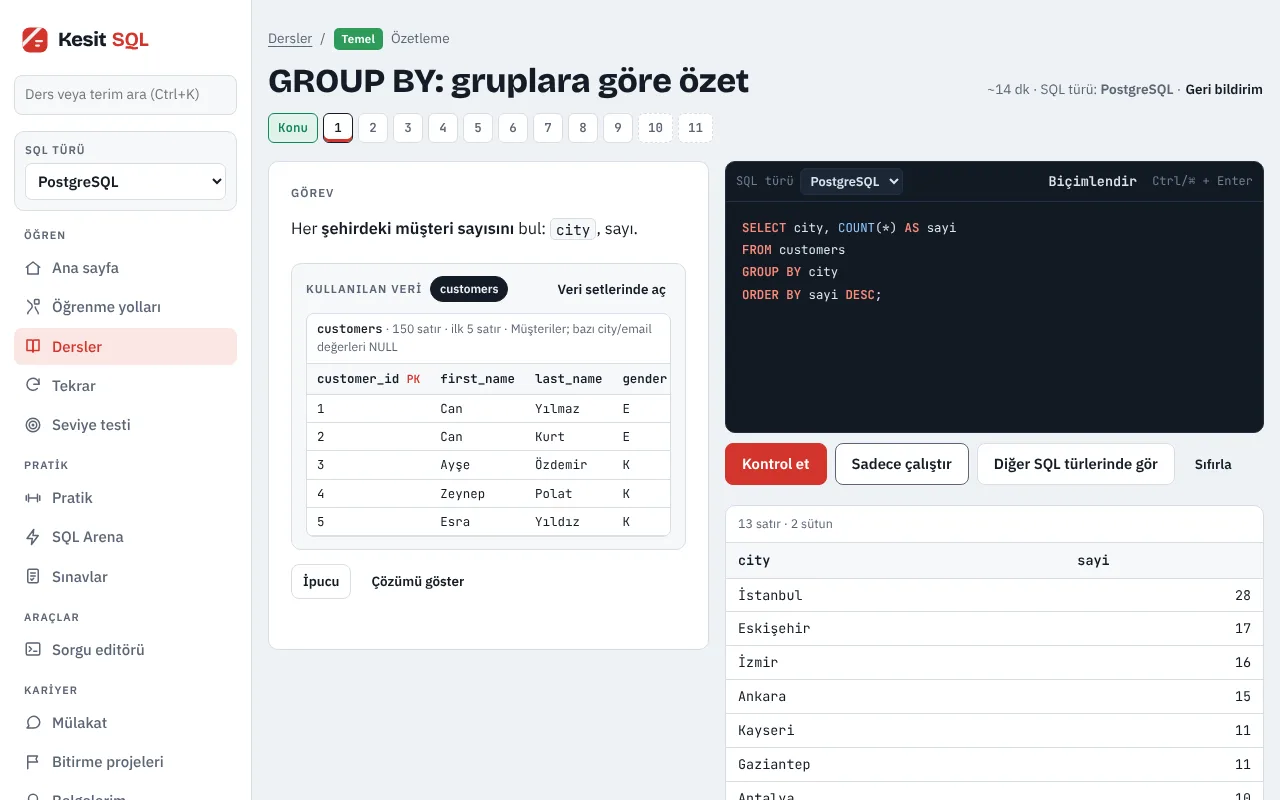 Kesit SQL
Ders veya terim ara (Ctrl+K)
SQL TÜRÜ
PostgreSQL
ÖĞREN
Ana sayfa
Öğrenme yolları
Dersler
Tekrar
Seviye testi
PRATİK
Pratik
SQL Arena
Sınavlar
ARAÇLAR
Sorgu editörü
KARİYER
Mülakat
Bitirme projeleri
Belgelerim
Dersler / Temel Özetleme
GROUP BY: gruplara göre özet
~14 dk · SQL türü: PostgreSQL · Geri bildirim
Konu 1 2 3 4 5 6 7 8 9 10 11
GÖREV
Her şehirdeki müşteri sayısını bul: city, sayı.
KULLANILAN VERİ customers Veri setlerinde aç
customers · 150 satır · ilk 5 satır · Müşteriler; bazı city/email
değerleri NULL
customer_id PK first_name last_name gender
1 Can Yılmaz E
2 Can Kurt E
3 Ayşe Özdemir K
4 Zeynep Polat K
5 Esra Yıldız K
İpucu Çözümü göster
SQL türü PostgreSQL Biçimlendir Ctrl/⌘ + Enter
SELECT city, COUNT(*) AS sayi
FROM customers
GROUP BY city
ORDER BY sayi DESC;
Kontrol et Sadece çalıştır Diğer SQL türlerinde gör Sıfırla
13 satır · 2 sütun
city sayi
İstanbul 28
Eskişehir 17
İzmir 16
Ankara 15
Kayseri 11
Gaziantep 11
Antalya 10